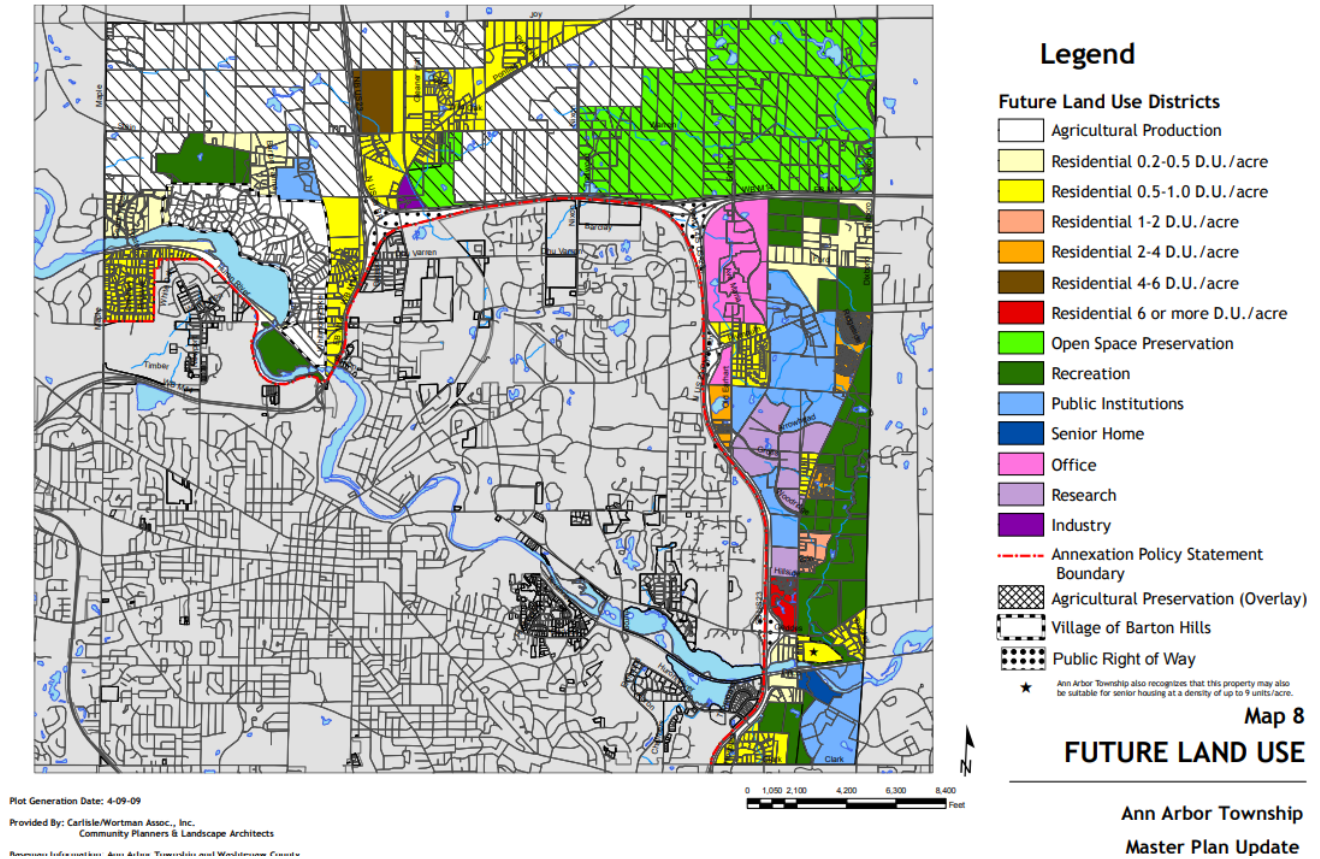 Legend
Future Land Use Districts
Agricultural Production
Residential 0.2-0.5 D.U./acre
Residential 0.5-1.0 D.U./acre
Residential 1-2 D.U./acre
Residential 2-4 D.U./acre
Residential 4-6 D.U./acre
Residential 6 or more D.U./acre
Open Space Preservation
Recreation
Public Institutions
Senior Home
Office
Research
Industry
Annexation Policy Statement
Boundary
Agricultural Preservation (Overlay)
Village of Barton Hills
Public Right of Way
Ann Arbor Township also recognizes that this property may also
be suitable for senior housing at a density of up to 9 units/acre.
Map 8
FUTURE LAND USE
Ann Arbor Township
Master Plan Update
N
0 1,050 2,100 4,200 6,300 8,400
Feet
Plot Generation Date: 4-09-09
Provided By: Carlisle/Wortman Assoc., Inc.
Community Planners & Landscape Architects
Joy
Maple
Nixon
Barclay
Timber
Arrowhead
Clark